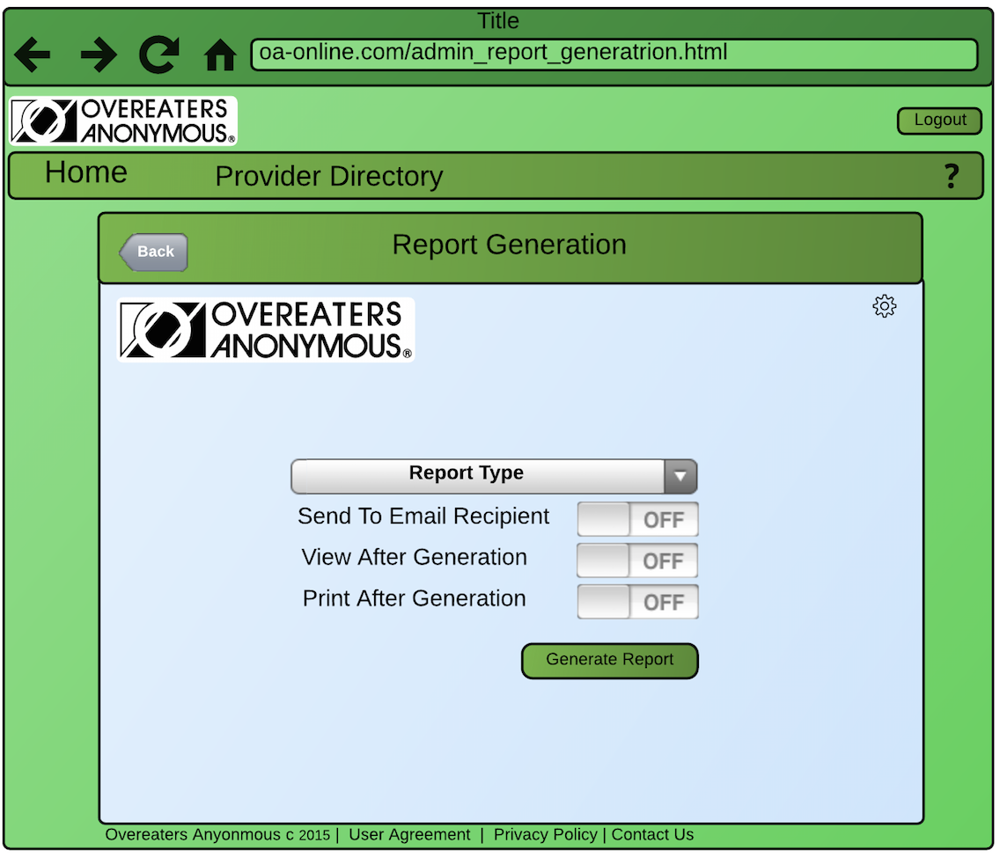 Title
oa-online.com/admin_report_generatrion.html
OVEREATERS
ANONYMOUS®
Logout
Home Provider Directory ?
Back Report Generation
OVEREATERS
ANONYMOUS®
Report Type
Send To Email Recipient OFF
View After Generation OFF
Print After Generation OFF
Generate Report
Overeaters Anyonmous c 2015 | User Agreement | Privacy Policy | Contact Us